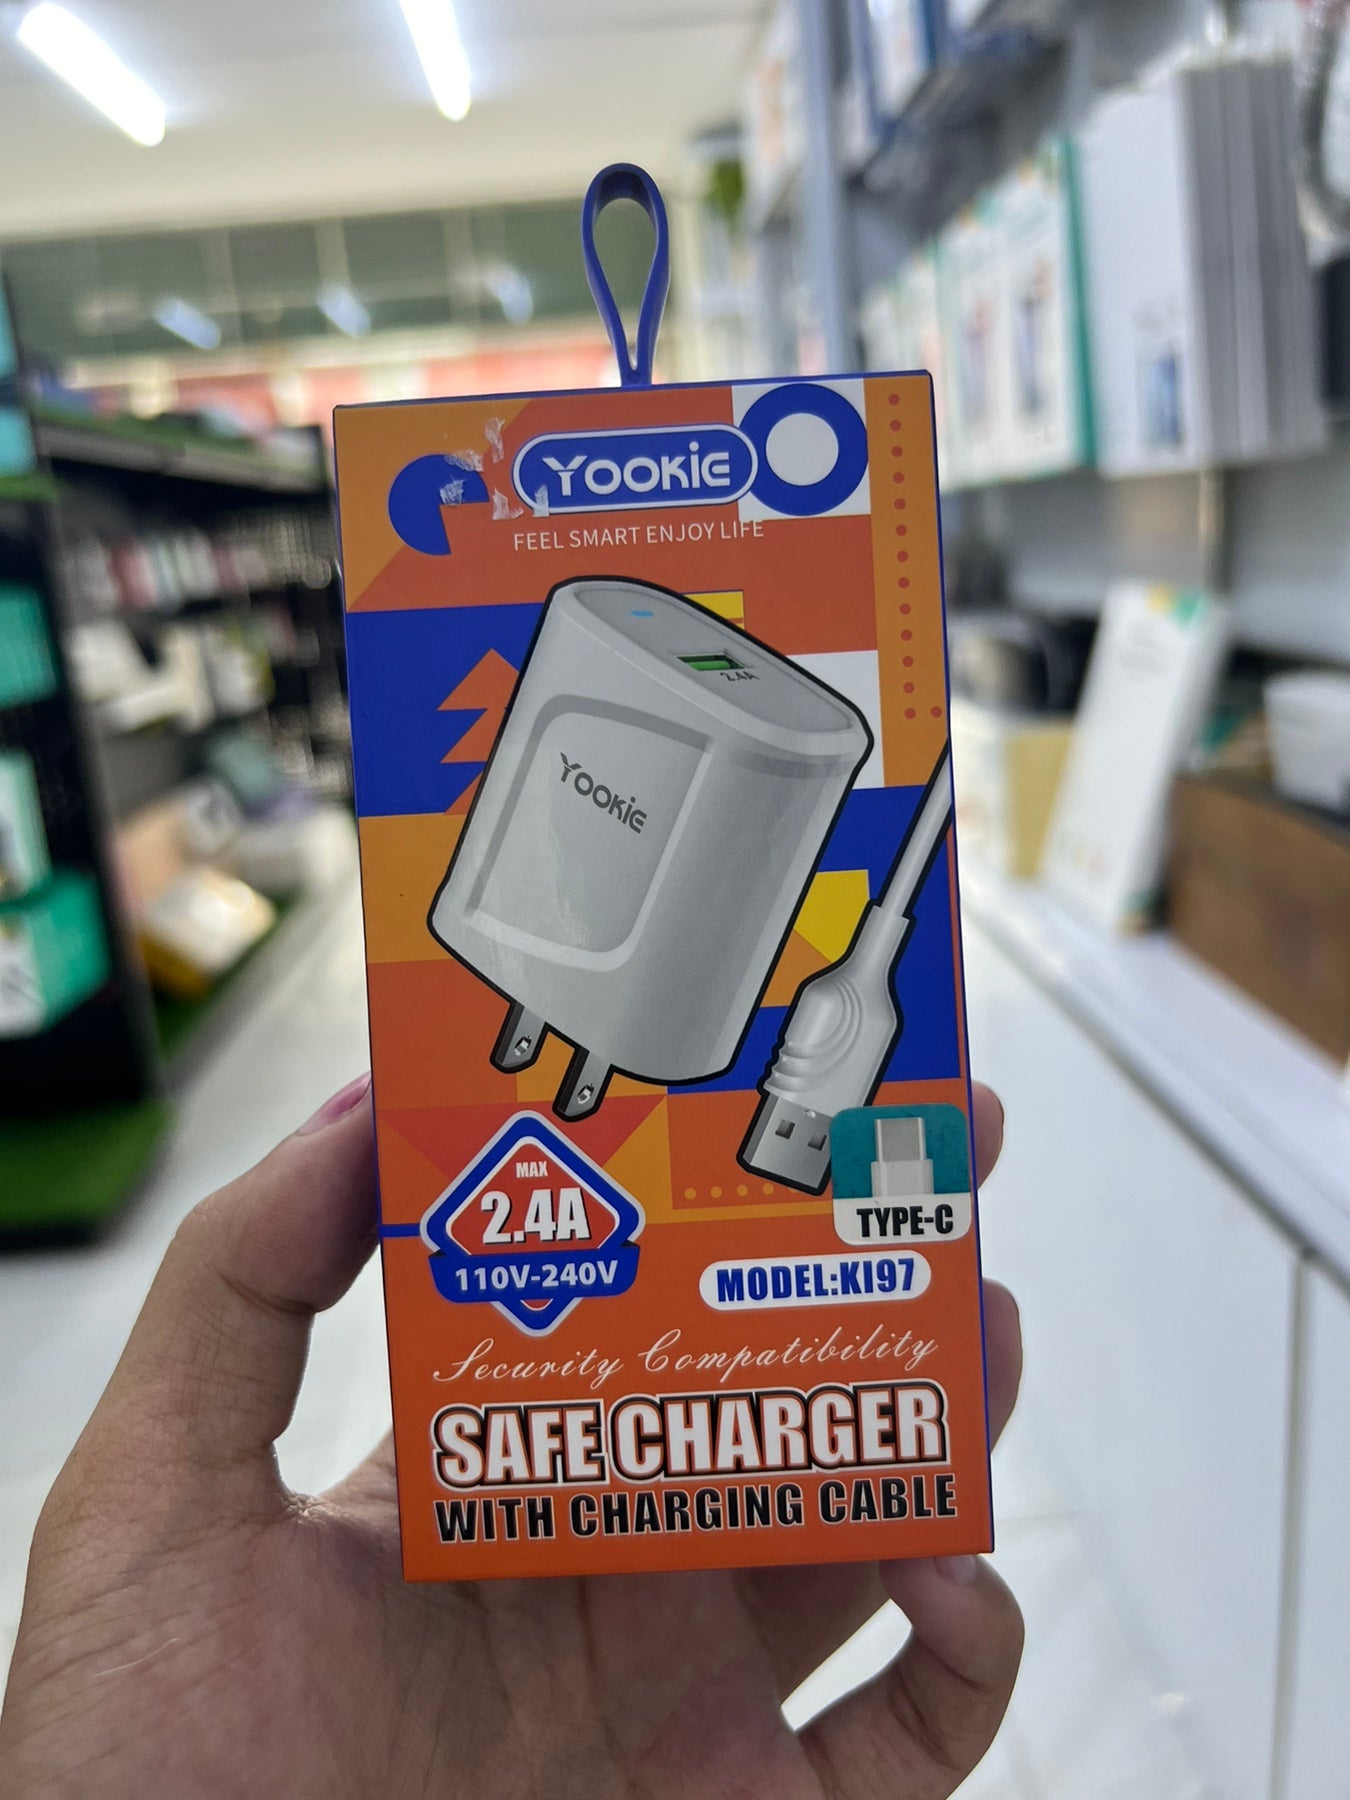 YOOKIE
FEEL SMART ENJOY LIFE
2.4A
YOOKIE
MAX
2.4A
110V-240V
TYPE-C
MODEL:KI97
Security Compatibility
SAFE CHARGER
WITH CHARGING CABLE